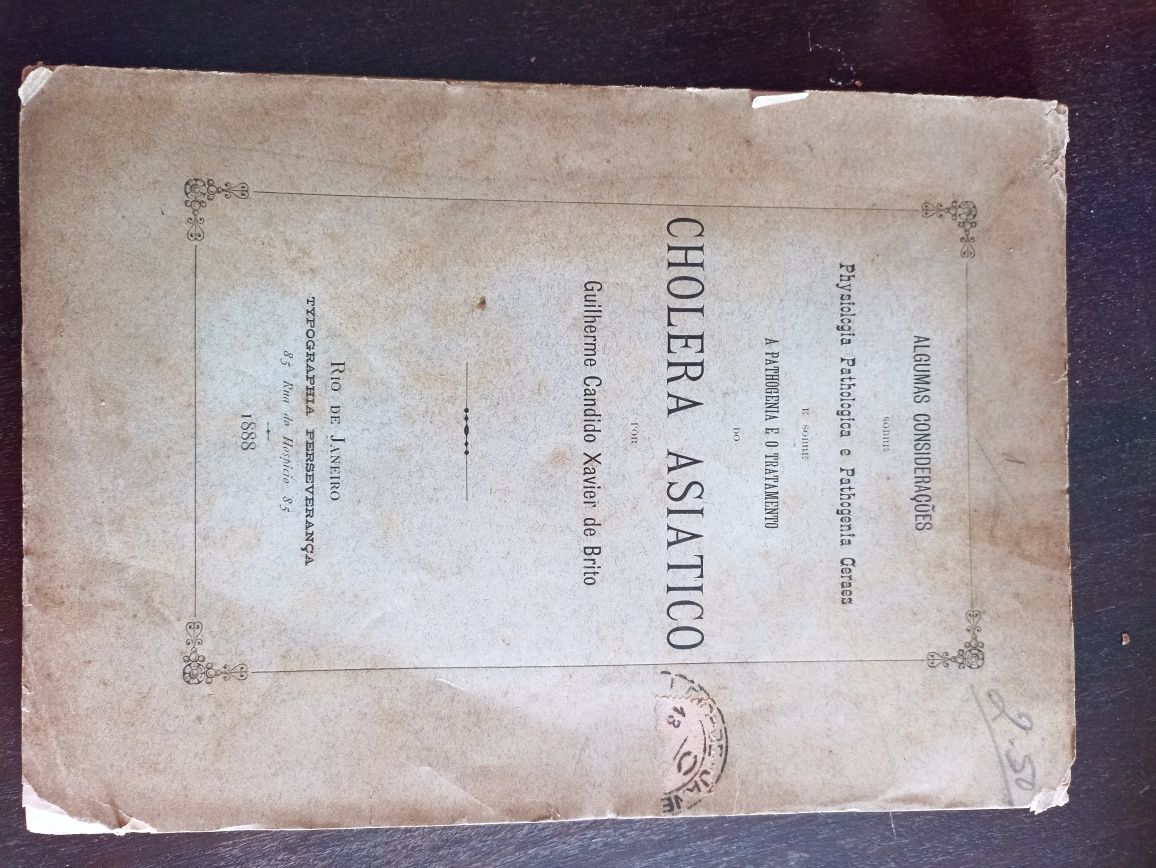 ALGUMAS CONSIDERAÇÕES
SOBRE
Physiologia Pathologica e Pathogenia Geraes
E SOBRE
A PATHOGENIA E O TRATAMENTO
DO
CHOLERA ASIATICO
POR
Guilherme Candido Xavier de Brito
RIO DE JANEIRO
TYPOGRAPHIA PERSEVERANÇA
85 Rua do Hospicio 85
1888
2.50
13